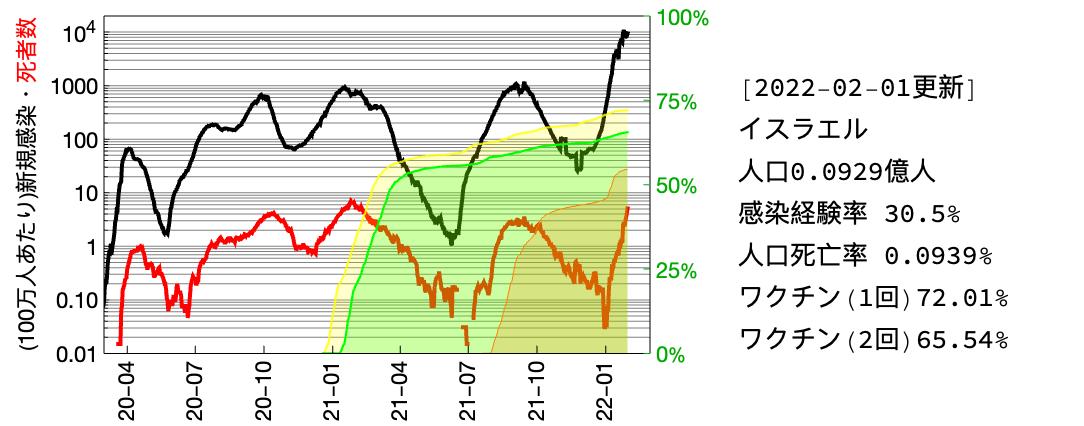 (100万人あたり)新規感染・死者数
10⁴
1000
100
10
1
0.1
0.10
0.01
100%
75%
50%
25%
0%
20-04
20-07
20-10
21-01
21-04
21-07
21-10
22-01
[2022-02-01更新]
イスラエル
人口0.0929億人
感染経験率 30.5%
人口死亡率 0.0939%
ワクチン(1回)72.01%
ワクチン(2回)65.54%